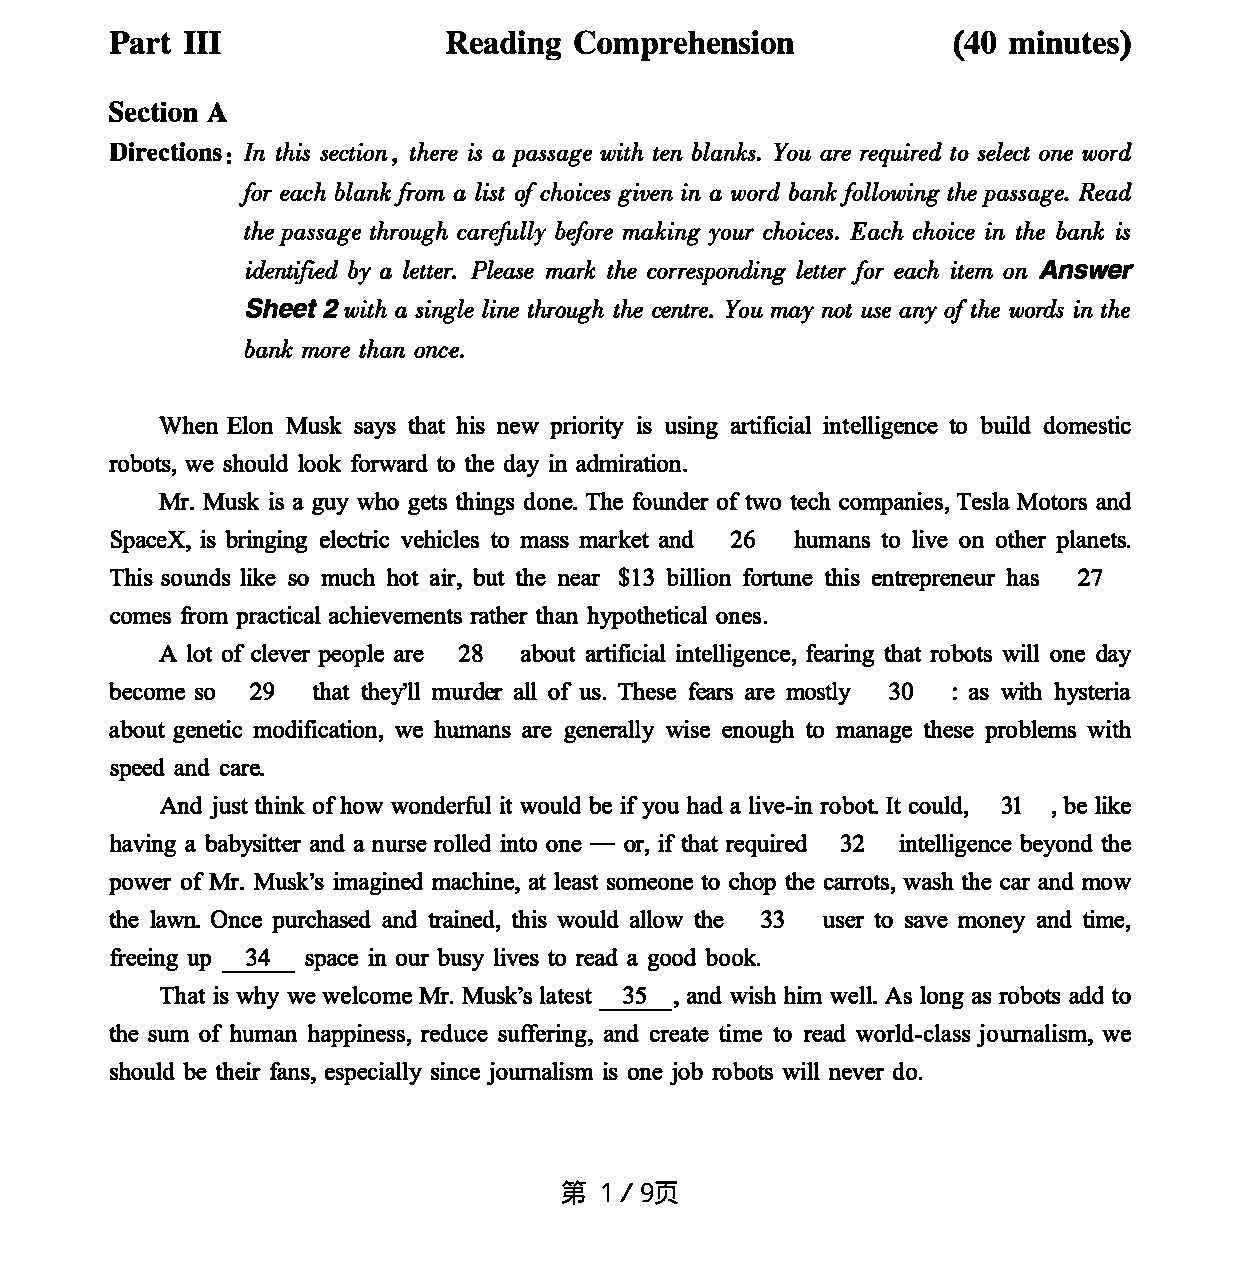 Part III Reading Comprehension (40 minutes)
Section A
Directions: In this section, there is a passage with ten blanks. You are required to select one word
for each blank from a list of choices given in a word bank following the passage. Read
the passage through carefully before making your choices. Each choice in the bank is
identified by a letter. Please mark the corresponding letter for each item on Answer
Sheet 2 with a single line through the centre. You may not use any of the words in the
bank more than once.
When Elon Musk says that his new priority is using artificial intelligence to build domestic
robots, we should look forward to the day in admiration.
Mr. Musk is a guy who gets things done. The founder of two tech companies, Tesla Motors and
SpaceX, is bringing electric vehicles to mass market and 26 humans to live on other planets.
This sounds like so much hot air, but the near $13 billion fortune this entrepreneur has 27
comes from practical achievements rather than hypothetical ones.
A lot of clever people are 28 about artificial intelligence, fearing that robots will one day
become so 29 that they'll murder all of us. These fears are mostly 30 : as with hysteria
about genetic modification, we humans are generally wise enough to manage these problems with
speed and care.
And just think of how wonderful it would be if you had a live-in robot. It could, 31 , be like
having a babysitter and a nurse rolled into one — or, if that required 32 intelligence beyond the
power of Mr. Musk's imagined machine, at least someone to chop the carrots, wash the car and mow
the lawn. Once purchased and trained, this would allow the 33 user to save money and time,
freeing up 34 space in our busy lives to read a good book.
That is why we welcome Mr. Musk's latest 35 , and wish him well. As long as robots add to
the sum of human happiness, reduce suffering, and create time to read world-class journalism, we
should be their fans, especially since journalism is one job robots will never do.
第 1 / 9页